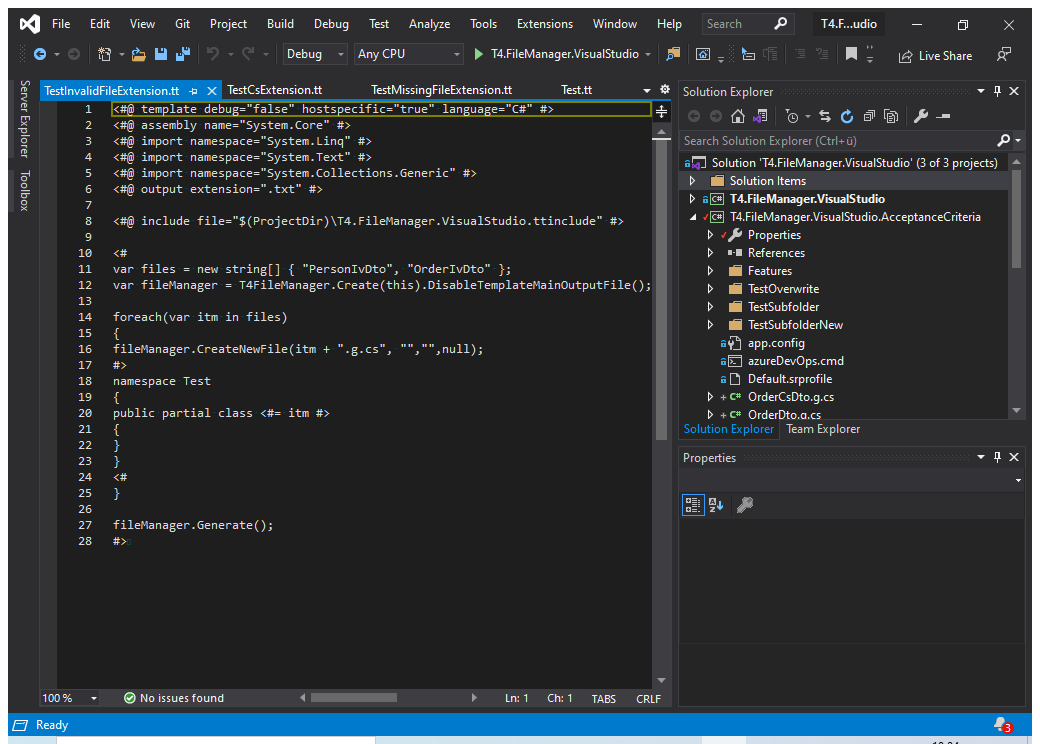 File Edit View Git Project Build Debug Test Analyze Tools Extensions Window Help Search T4.F...udio
Debug Any CPU T4.FileManager.VisualStudio Live Share
Server Explorer
Toolbox
TestInvalidFileExtension.tt TestCsExtension.tt TestMissingFileExtension.tt Test.tt
1 <#@ template debug="false" hostspecific="true" language="C#" #>
2 <#@ assembly name="System.Core" #>
3 <#@ import namespace="System.Linq" #>
4 <#@ import namespace="System.Text" #>
5 <#@ import namespace="System.Collections.Generic" #>
6 <#@ output extension=".txt" #>
7
8 <#@ include file="$(ProjectDir)\T4.FileManager.VisualStudio.ttinclude" #>
9
10 <#
11 var files = new string[] { "PersonIvDto", "OrderIvDto" };
12 var fileManager = T4FileManager.Create(this).DisableTemplateMainOutputFile();
13
14 foreach(var itm in files)
15 {
16 fileManager.CreateNewFile(itm + ".g.cs", "","",null);
17 #>
18 namespace Test
19 {
20 public partial class <#= itm #>
21 {
22 }
23 }
24 <#
25 }
26
27 fileManager.Generate();
28 #>
100 % No issues found Ln: 1 Ch: 1 TABS CRLF
Solution Explorer
Search Solution Explorer (Ctrl+ü)
Solution 'T4.FileManager.VisualStudio' (3 of 3 projects)
Solution Items
C# T4.FileManager.VisualStudio
C# T4.FileManager.VisualStudio.AcceptanceCriteria
Properties
References
Features
TestOverwrite
TestSubfolder
TestSubfolderNew
app.config
azureDevOps.cmd
Default.srprofile
C# OrderCsDto.g.cs
C# OrderDto.g.cs
Solution Explorer Team Explorer
Properties
Ready 3